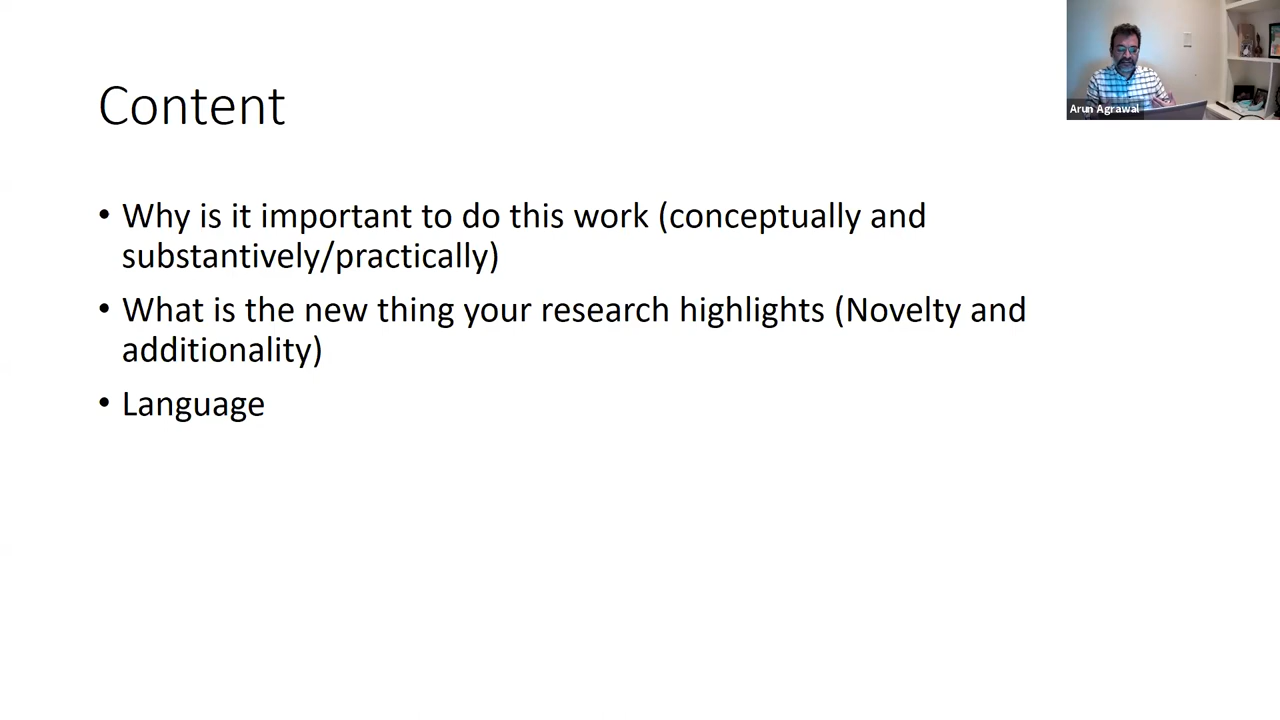 Content
Arun Agrawal
• Why is it important to do this work (conceptually and
substantively/practically)
• What is the new thing your research highlights (Novelty and
additionality)
• Language